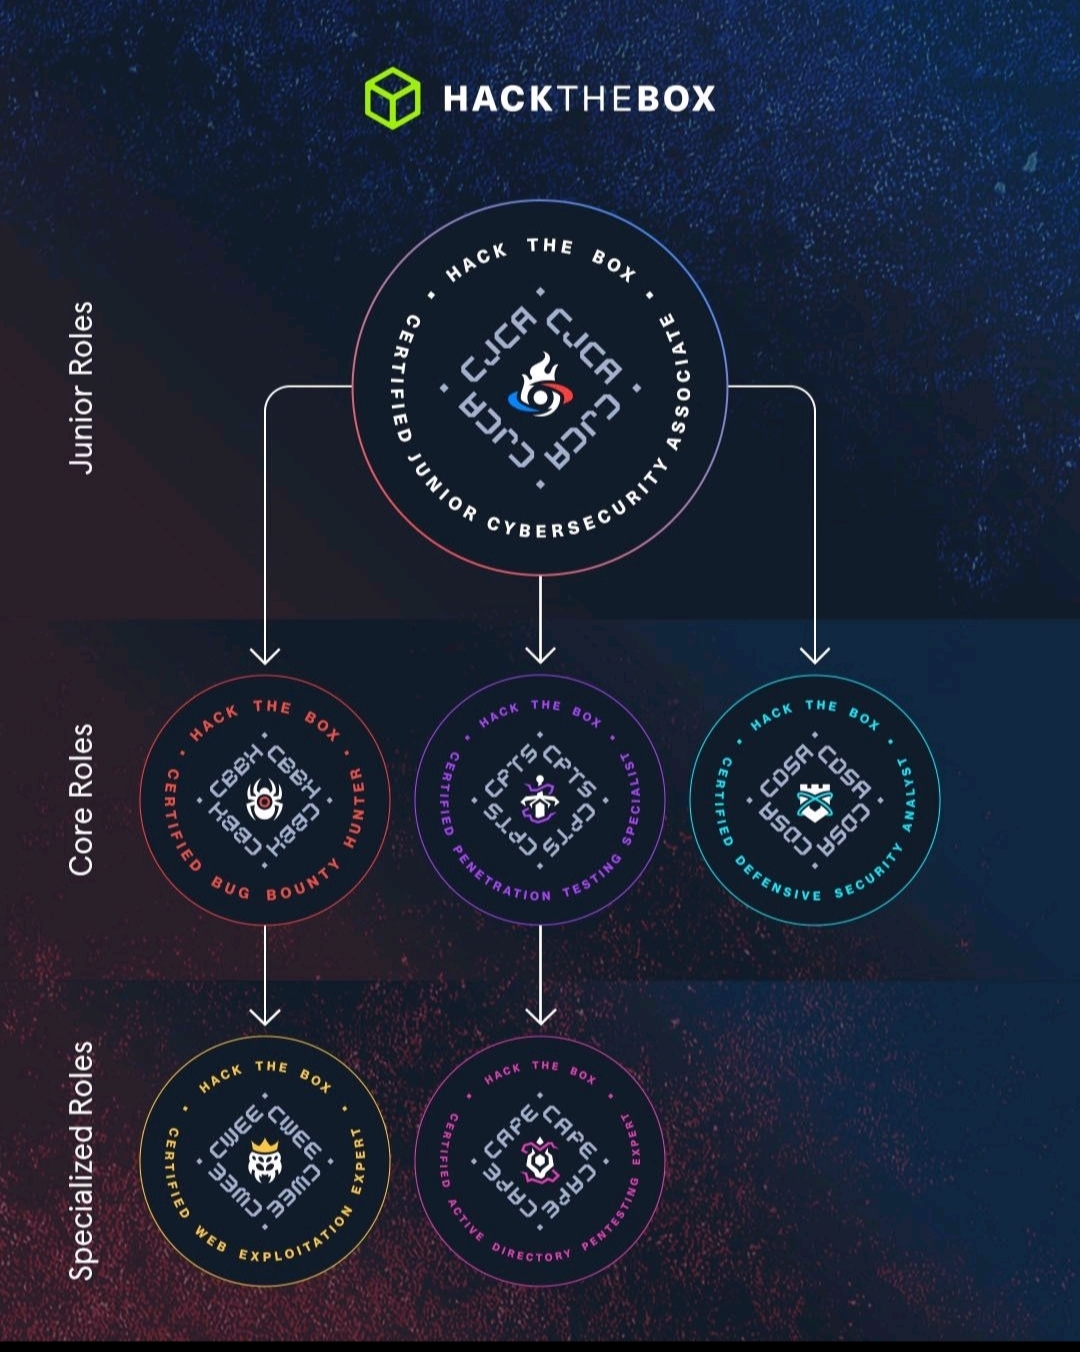 HACKTHEBOX
Junior Roles
HACK THE BOX
CERTIFIED JUNIOR CYBERSECURITY ASSOCIATE
CJCA CJCA
CJCA CJCA
Core Roles
HACK THE BOX
CERTIFIED BUG BOUNTY HUNTER
CBBH CBBH
CBBH CBBH
HACK THE BOX
CERTIFIED PENETRATION TESTING SPECIALIST
CPTS CPTS
CPTS CPTS
HACK THE BOX
CERTIFIED DEFENSIVE SECURITY ANALYST
CDSA CDSA
CDSA CDSA
Specialized Roles
HACK THE BOX
CERTIFIED WEB EXPLOITATION EXPERT
CWEE CWEE
CWEE CWEE
HACK THE BOX
CERTIFIED ACTIVE DIRECTORY PENTESTING EXPERT
CAPE CAPE
CAPE CAPE